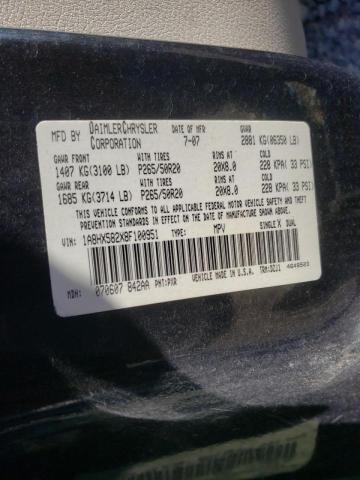 MFD BY DAIMLERCHRYSLER CORPORATION DATE OF MFR 7-07 GVWR 2881 KG(06350 LB)
GAWR FRONT WITH TIRES RIMS AT COLD
1407 KG(3100 LB) P265/50R20 20X8.0 228 KPA( 33 PSI)
GAWR REAR WITH TIRES COLD
1685 KG(3714 LB) P265/50R20 20X8.0 228 KPA( 33 PSI)
THIS VEHICLE CONFORMS TO ALL APPLICABLE FEDERAL MOTOR VEHICLE SAFETY AND THEFT PREVENTION STANDARDS IN EFFECT ON THE DATE OF MANUFACTURE SHOWN ABOVE.
VIN: 1A8HX582X8F100951 MPV SINGLE X DUAL
MDH: 070607 842AA PNT:PXR VEHICLE MADE IN U.S.A. TRM:DCJ1 4648503